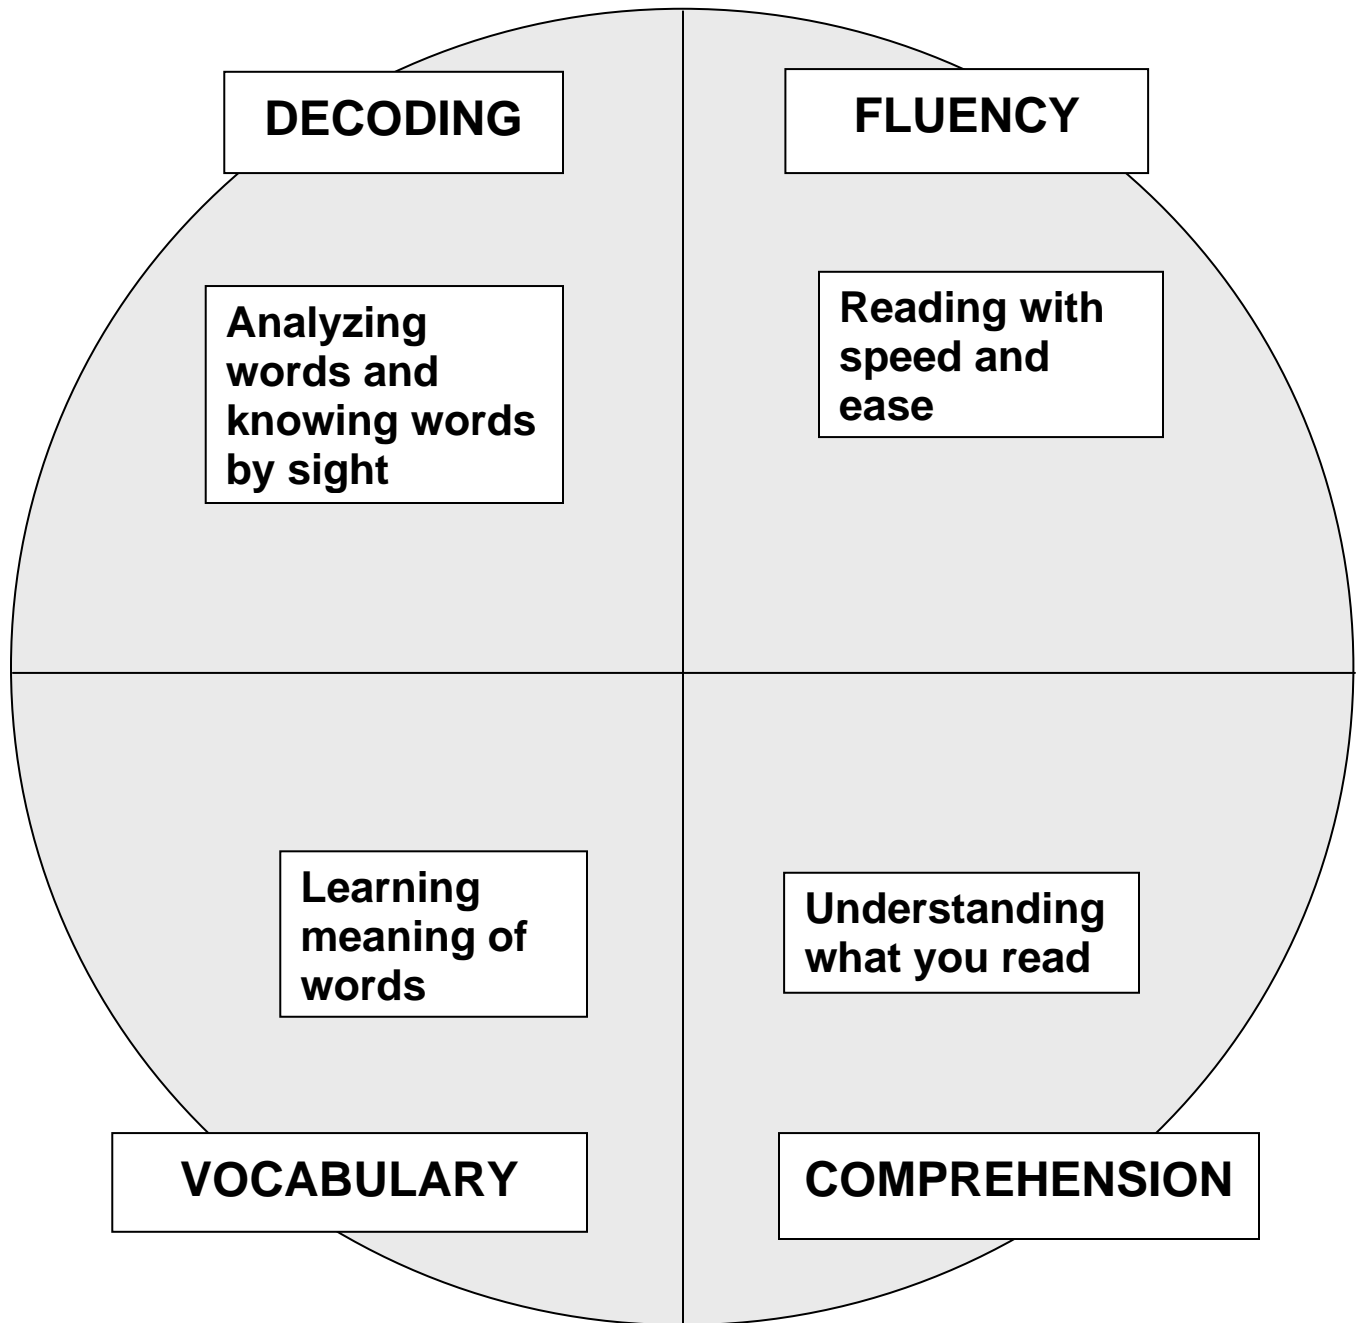 DECODING
Analyzing
words and
knowing words
by sight
FLUENCY
Reading with
speed and
ease
Learning
meaning of
words
VOCABULARY
Understanding
what you read
COMPREHENSION